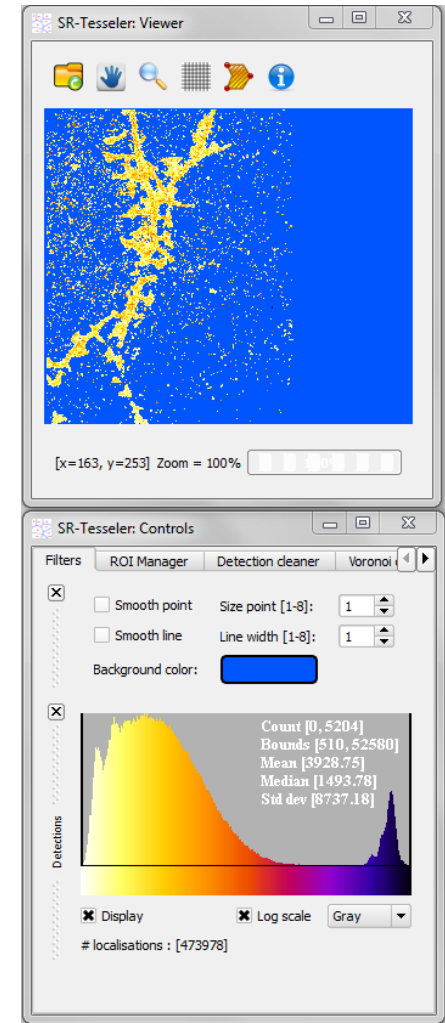 SR-Tesseler: Viewer
[x=163, y=253] Zoom = 100%
SR-Tesseler: Controls
Filters ROI Manager Detection cleaner Voronoi
Smooth point Size point [1-8]: 1
Smooth line Line width [1-8]: 1
Background color:
Count [0, 5204]
Bounds [510, 52580]
Mean [3928.75]
Median [1493.78]
Std dev [8737.18]
Detections
Display Log scale Gray
# localisations : [473978]